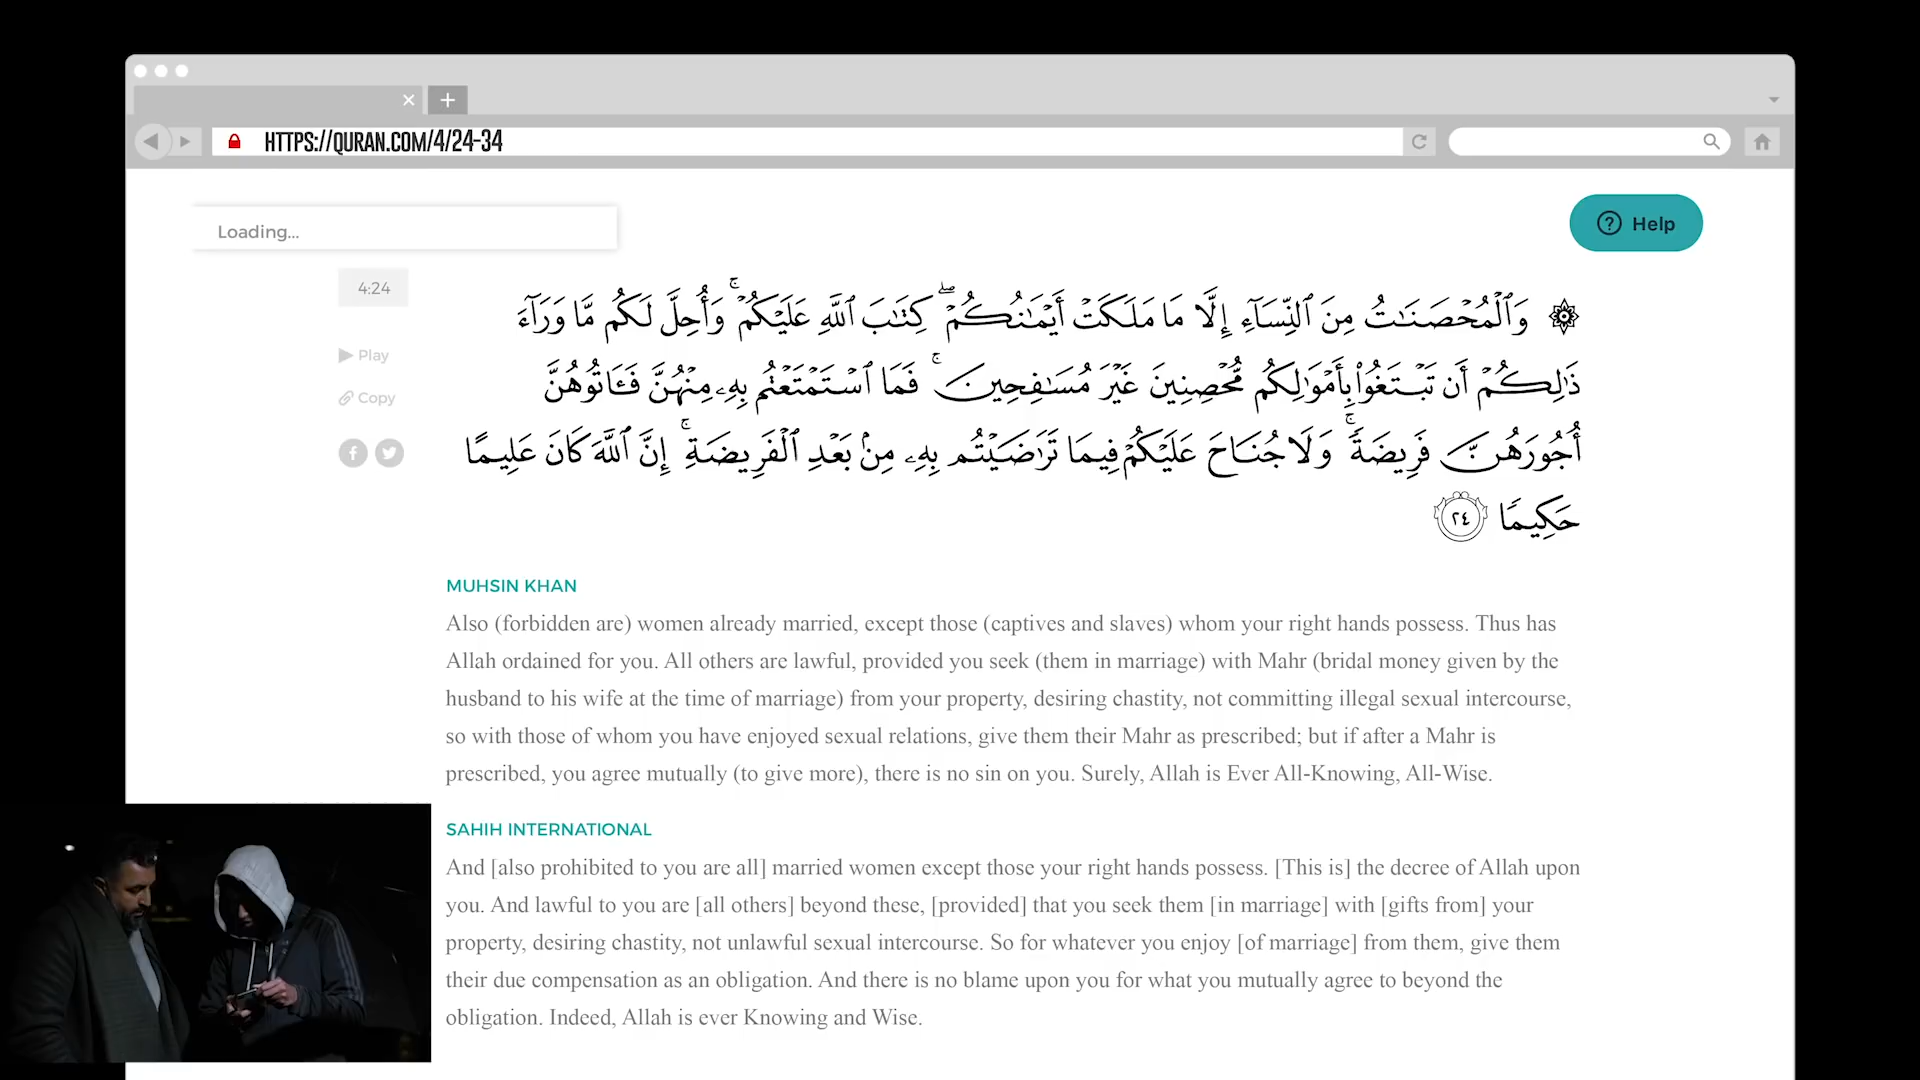 HTTPS://QURAN.COM/4/24-34
Loading...
Help
4:24
Play
Copy
۞ وَٱلْمُحْصَنَـٰتُ مِنَ ٱلنِّسَآءِ إِلَّا مَا مَلَكَتْ أَيْمَـٰنُكُمْ ۖ كِتَـٰبَ ٱللَّهِ عَلَيْكُمْ ۚ وَأُحِلَّ لَكُم مَّا وَرَآءَ
ذَٰلِكُمْ أَن تَبْتَغُوا۟ بِأَمْوَٰلِكُم مُّحْصِنِينَ غَيْرَ مُسَـٰفِحِينَ ۚ فَمَا ٱسْتَمْتَعْتُم بِهِۦ مِنْهُنَّ فَـَٔاتُوهُنَّ
أُجُورَهُنَّ فَرِيضَةً ۚ وَلَا جُنَاحَ عَلَيْكُمْ فِيمَا تَرَٰضَيْتُم بِهِۦ مِنۢ بَعْدِ ٱلْفَرِيضَةِ ۚ إِنَّ ٱللَّهَ كَانَ عَلِيمًا
حَكِيمًا ٢٤
MUHSIN KHAN
Also (forbidden are) women already married, except those (captives and slaves) whom your right hands possess. Thus has
Allah ordained for you. All others are lawful, provided you seek (them in marriage) with Mahr (bridal money given by the
husband to his wife at the time of marriage) from your property, desiring chastity, not committing illegal sexual intercourse,
so with those of whom you have enjoyed sexual relations, give them their Mahr as prescribed; but if after a Mahr is
prescribed, you agree mutually (to give more), there is no sin on you. Surely, Allah is Ever All-Knowing, All-Wise.
SAHIH INTERNATIONAL
And [also prohibited to you are all] married women except those your right hands possess. [This is] the decree of Allah upon
you. And lawful to you are [all others] beyond these, [provided] that you seek them [in marriage] with [gifts from] your
property, desiring chastity, not unlawful sexual intercourse. So for whatever you enjoy [of marriage] from them, give them
their due compensation as an obligation. And there is no blame upon you for what you mutually agree to beyond the
obligation. Indeed, Allah is ever Knowing and Wise.